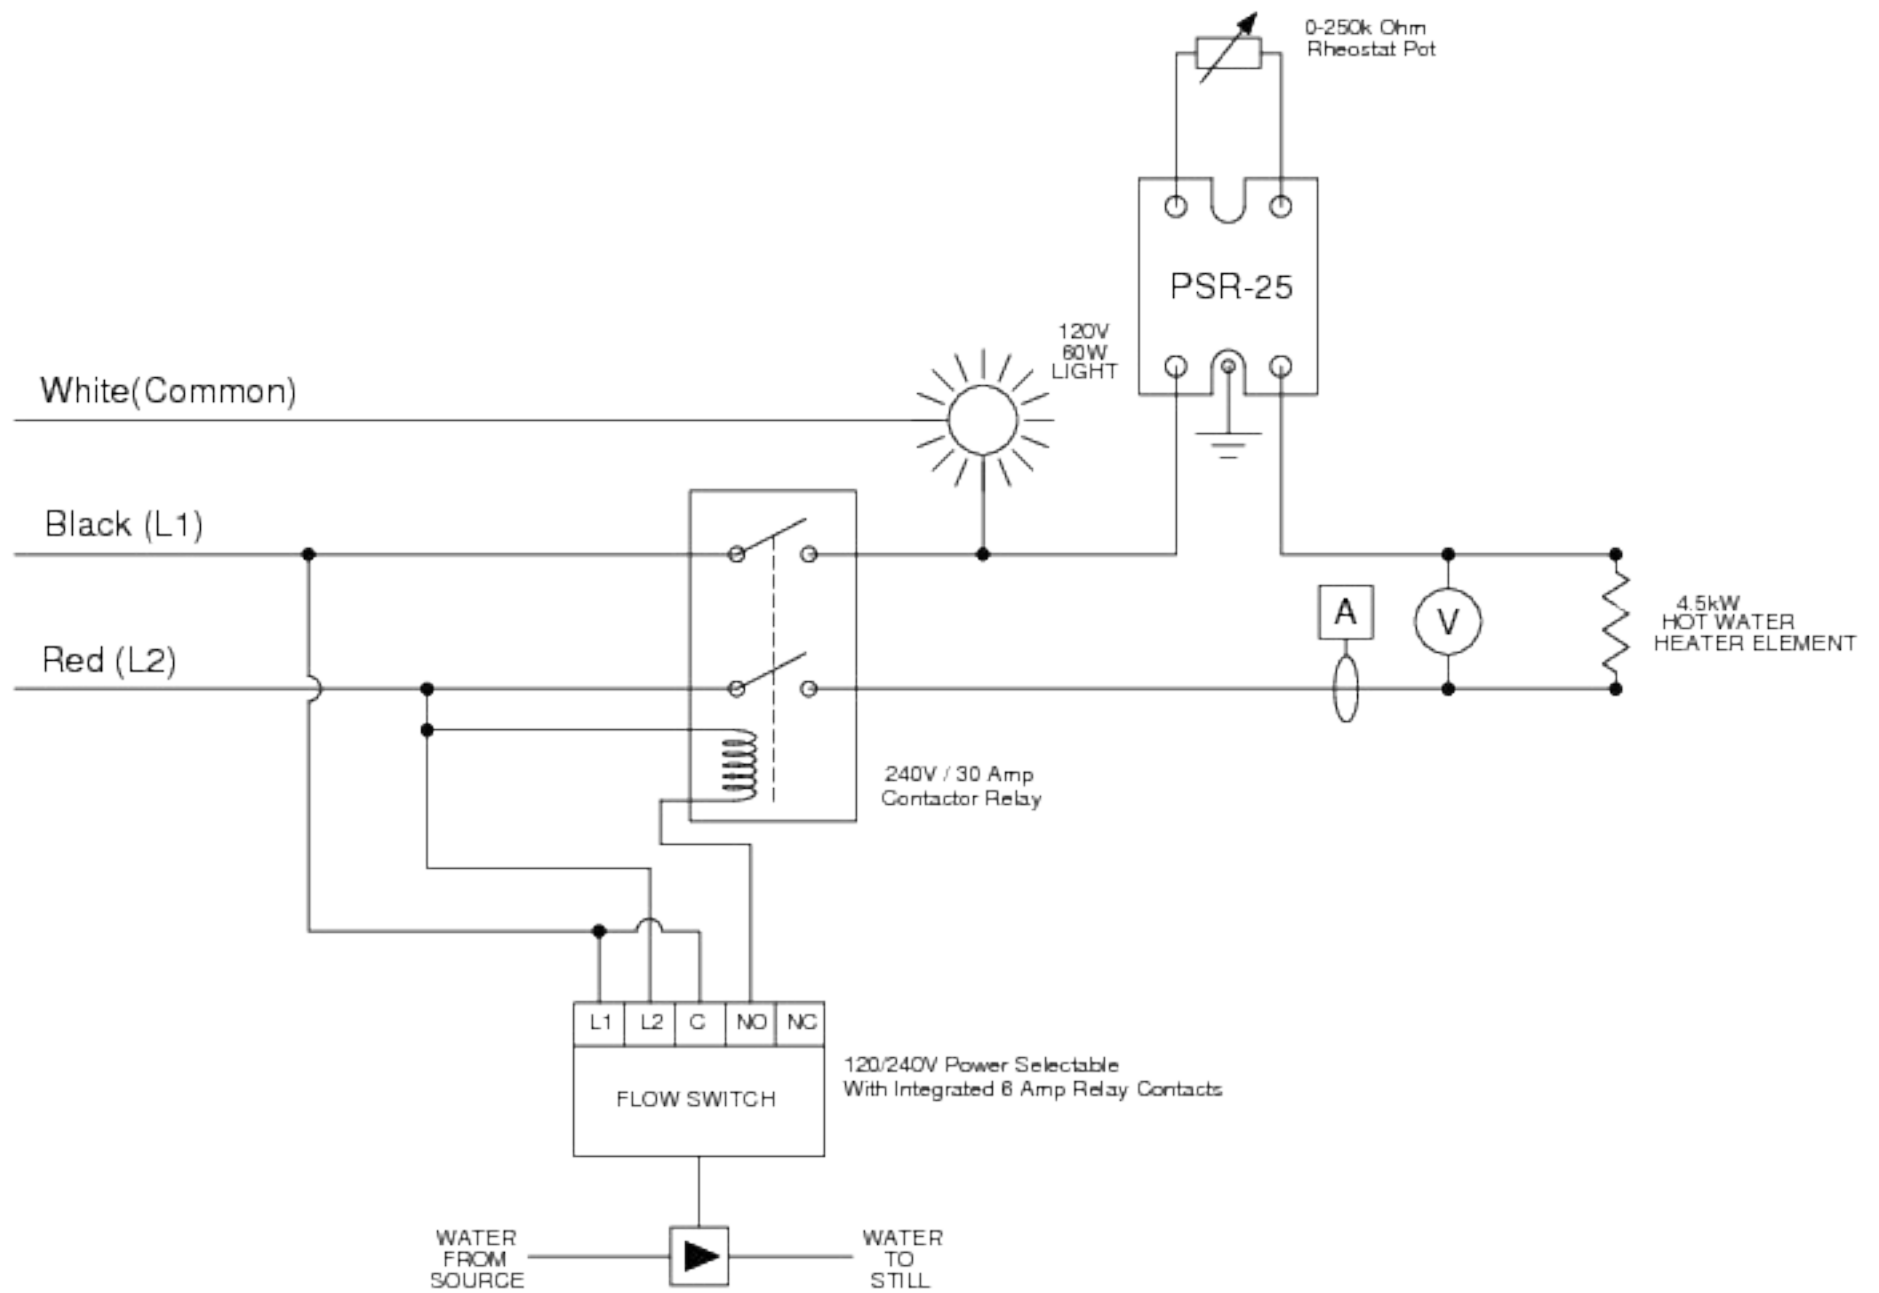 0-250k Ohm
Rheostat Pot
PSR-25
120V
60W
LIGHT
White(Common)
Black (L1)
Red (L2)
A
V
4.5kW
HOT WATER
HEATER ELEMENT
240V / 30 Amp
Contactor Relay
L1 L2 C NO NC
FLOW SWITCH
120/240V Power Selectable
With Integrated 6 Amp Relay Contacts
WATER
FROM
SOURCE
WATER
TO
STILL